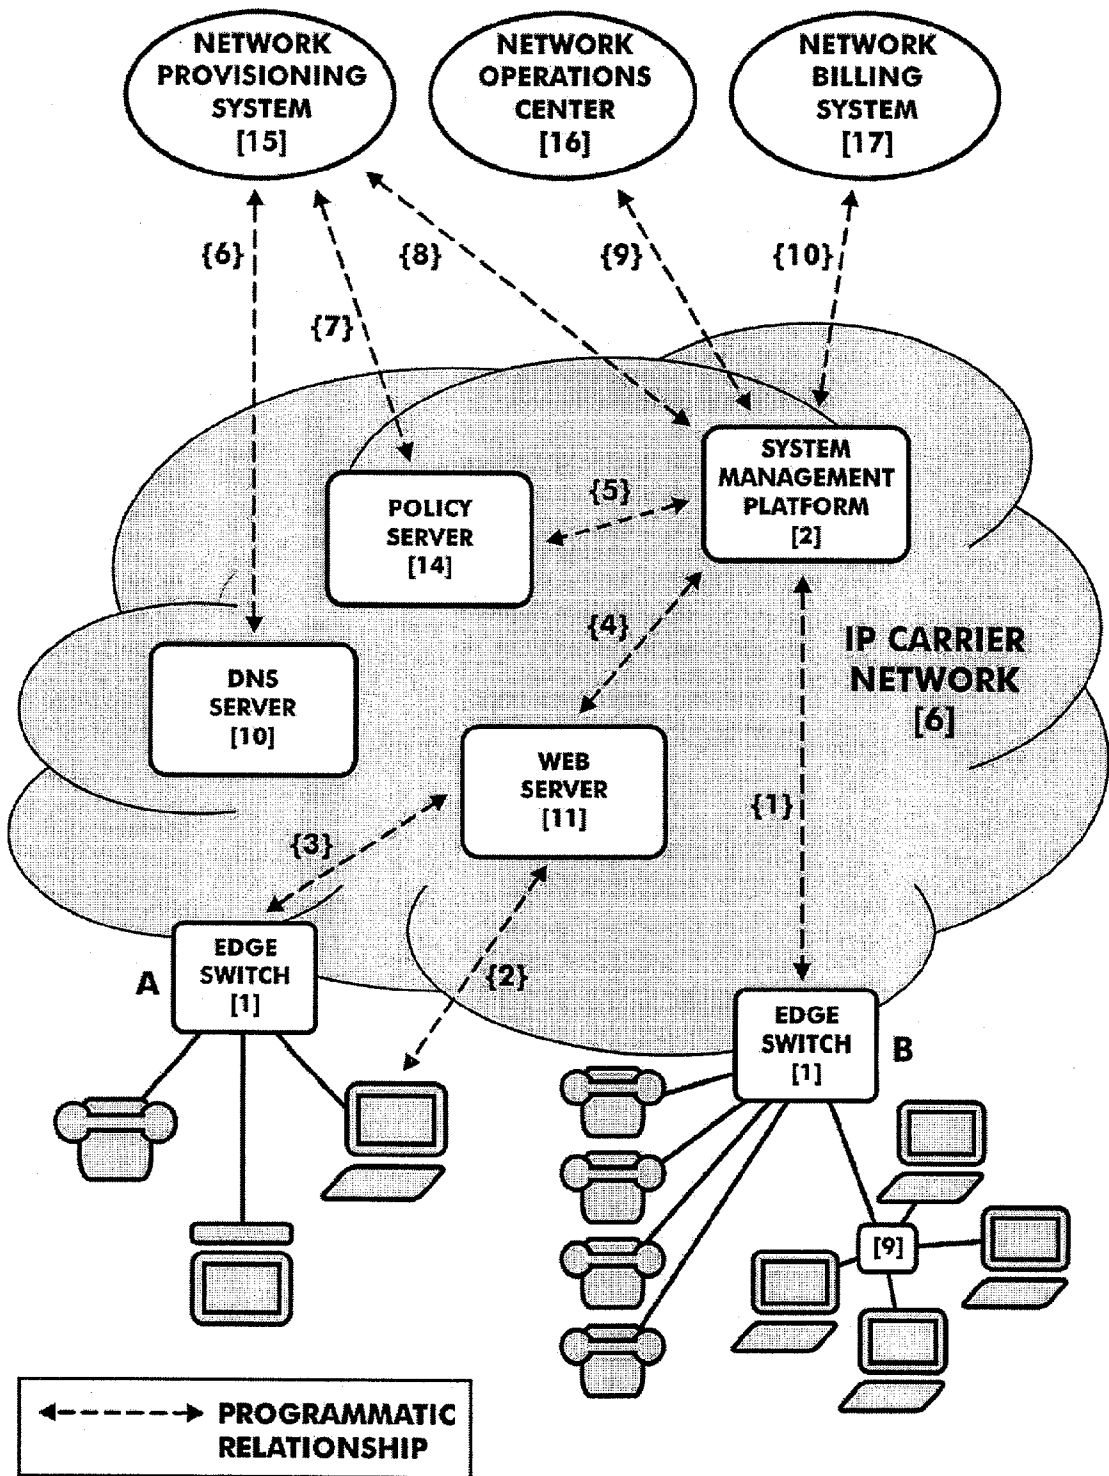 NETWORK
PROVISIONING
SYSTEM
[15]
NETWORK
OPERATIONS
CENTER
[16]
NETWORK
BILLING
SYSTEM
[17]
{6}
{8}
{9}
{10}
{7}
SYSTEM
MANAGEMENT
PLATFORM
[2]
POLICY
SERVER
[14]
{5}
{4}
IP CARRIER
NETWORK
[6]
DNS
SERVER
[10]
WEB
SERVER
[11]
{1}
{3}
{2}
A
EDGE
SWITCH
[1]
EDGE
SWITCH
[1]
B
[9]
PROGRAMMATIC
RELATIONSHIP